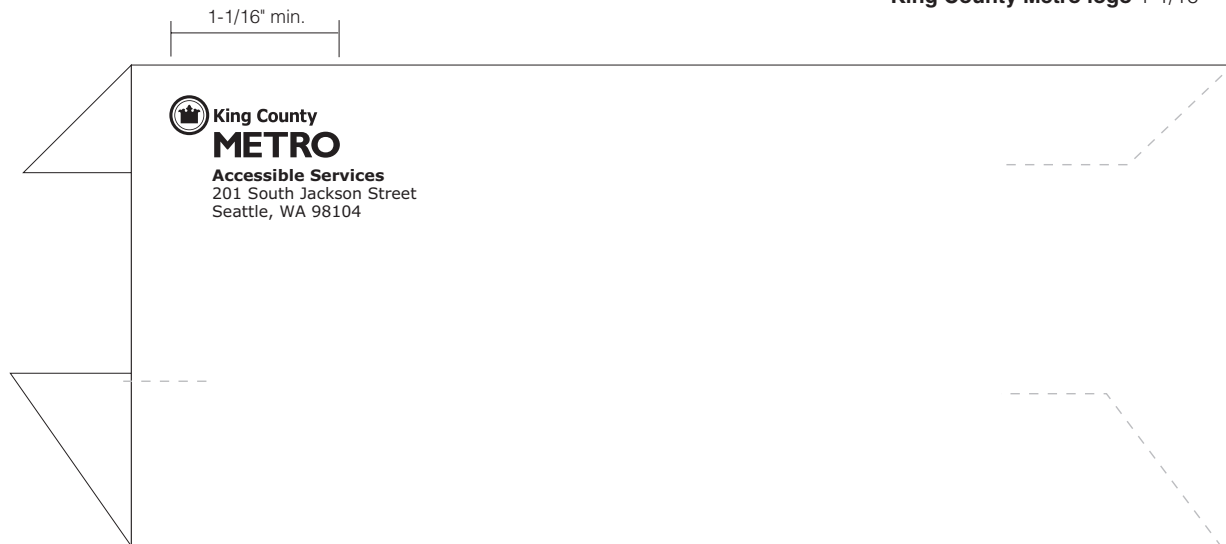 King County Metro logo 1-1/16"
1-1/16" min.
King County
METRO
Accessible Services
201 South Jackson Street
Seattle, WA 98104